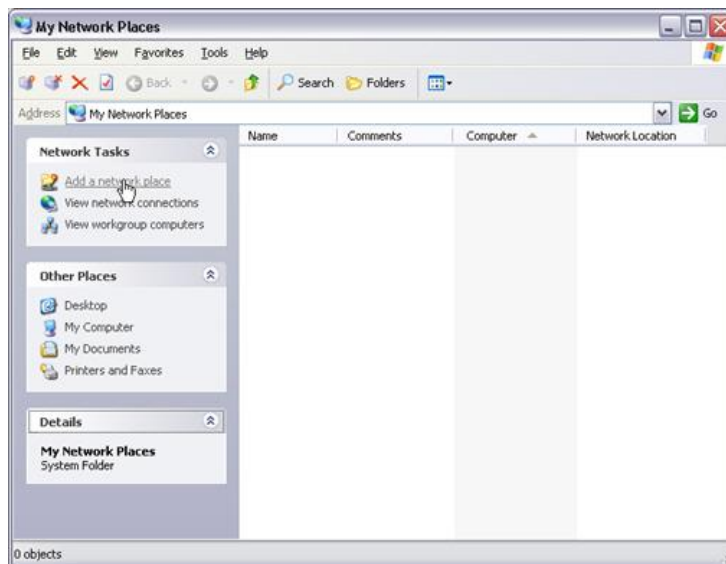 My Network Places
File Edit View Favorites Tools Help
Back Search Folders
Address My Network Places Go
Name Comments Computer Network Location
Network Tasks
Add a network place
View network connections
View workgroup computers
Other Places
Desktop
My Computer
My Documents
Printers and Faxes
Details
My Network Places
System Folder
0 objects